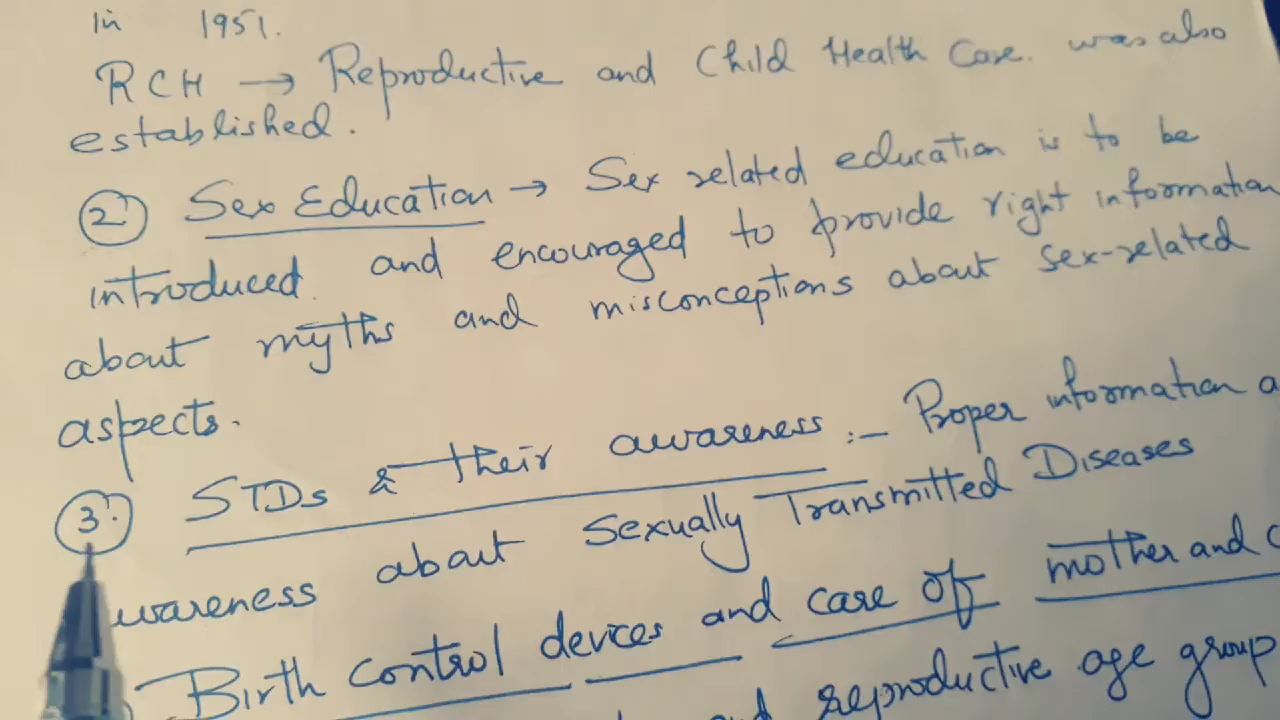 in 1951.
RCH → Reproductive and Child Health Care. was also
established.
2. Sex Education → Sex related education is to be
introduced and encouraged to provide right information
about myths and misconceptions about sex-related
aspects.
3. STDs & their awareness :- Proper information a
wareness about Sexually Transmitted Diseases
Birth control devices and care of mother and c
reproductive age group